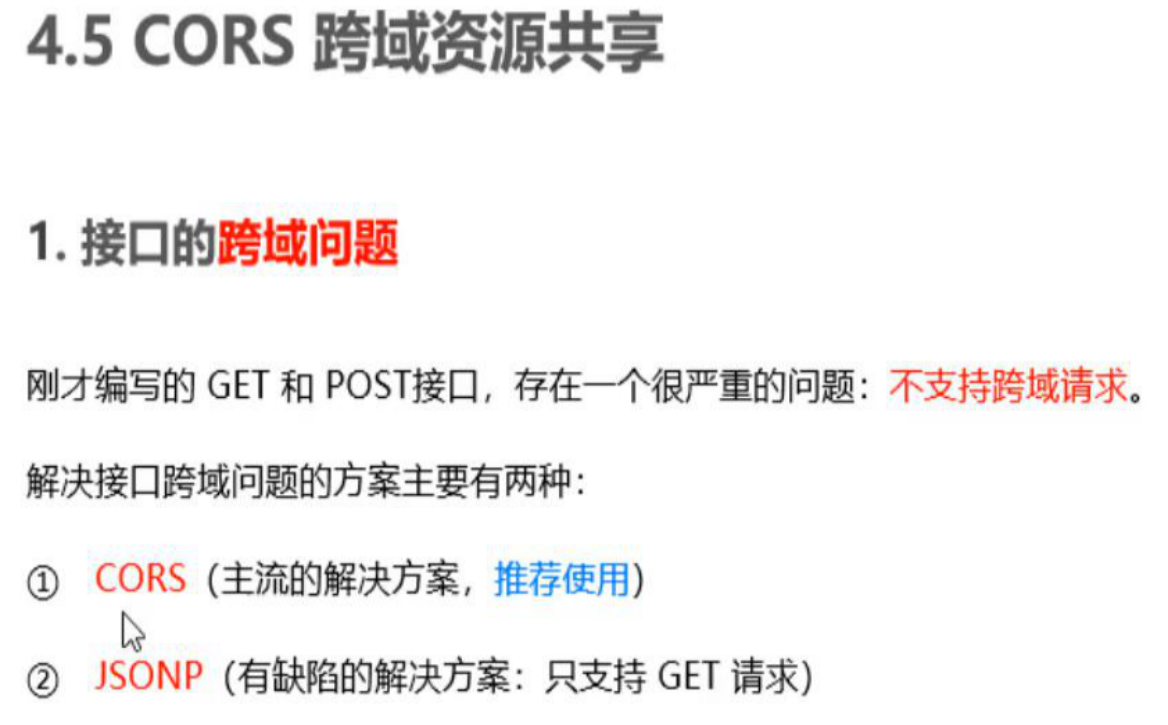 4.5 CORS 跨域资源共享
1. 接口的跨域问题
刚才编写的 GET 和 POST接口，存在一个很严重的问题：不支持跨域请求。
解决接口跨域问题的方案主要有两种：
① CORS（主流的解决方案，推荐使用）
② JSONP（有缺陷的解决方案：只支持 GET 请求）